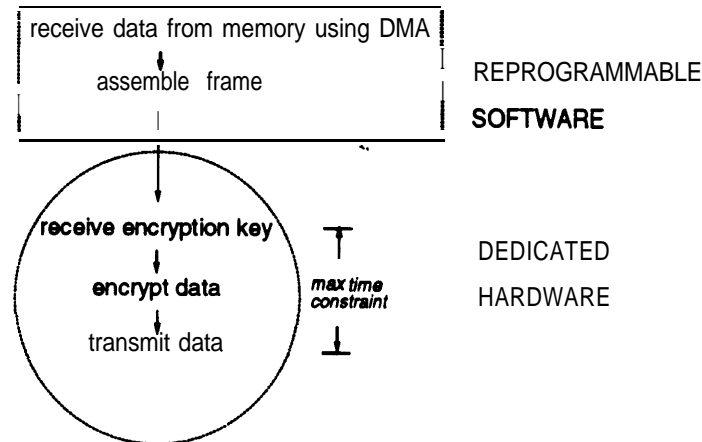 receive data from memory using DMA
assemble frame
REPROGRAMMABLE
SOFTWARE
receive encryption key
encrypt data
transmit data
max time
constraint
DEDICATED
HARDWARE